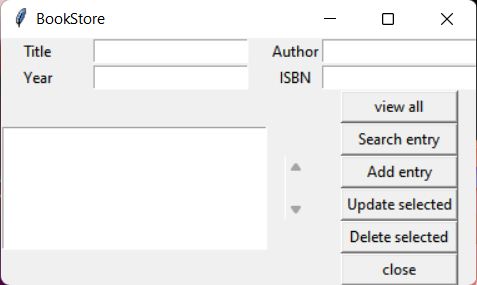 BookStore
Title Author
Year ISBN
view all
Search entry
Add entry
Update selected
Delete selected
close